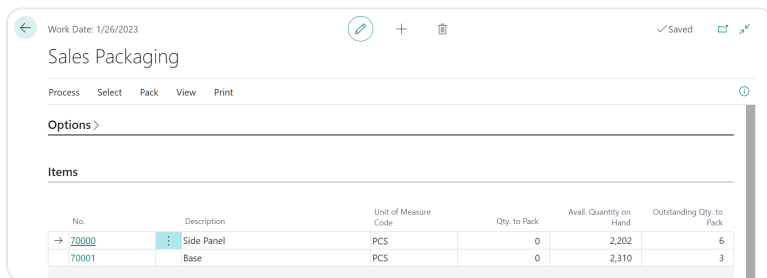 Work Date: 1/26/2023
Saved
Sales Packaging
Process Select Pack View Print
Options
Items
No. Description Unit of Measure Code Qty. to Pack Avail. Quantity on Hand Outstanding Qty. to Pack
70000 Side Panel PCS 0 2,202 6
70001 Base PCS 0 2,310 3